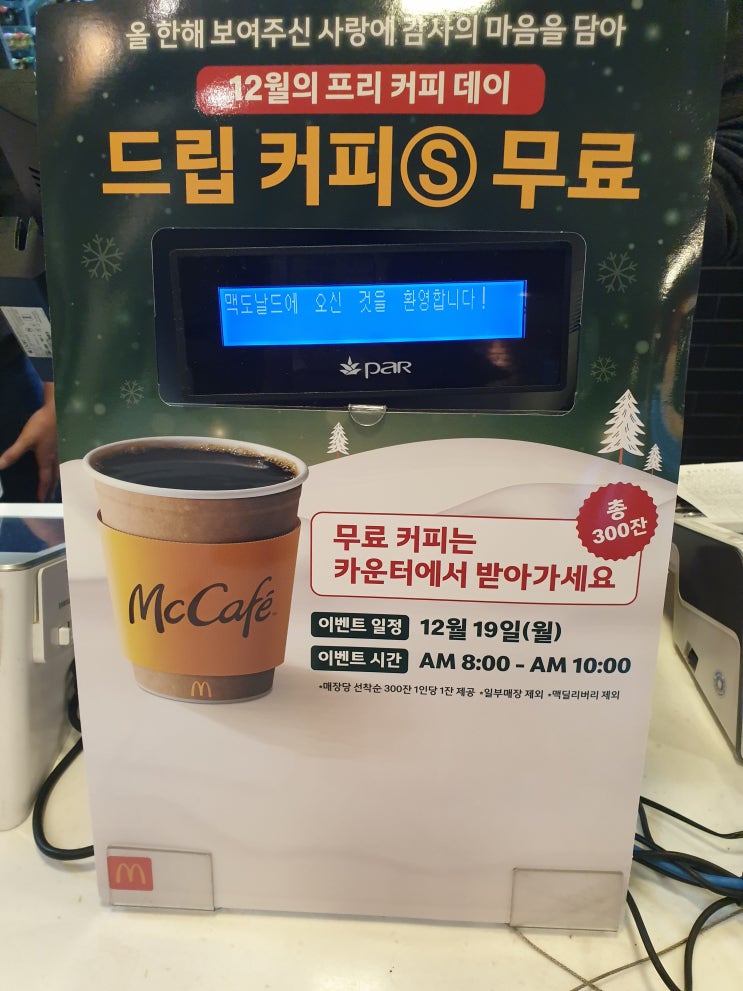 올 한해 보여주신 사랑에 감사의 마음을 담아
12월의 프리 커피 데이
드립 커피Ⓢ 무료
맥도날드에 오신 것을 환영합니다!
par
총
300잔
무료 커피는
카운터에서 받아가세요
McCafé
이벤트 일정 12월 19일(월)
이벤트 시간 AM 8:00 - AM 10:00
•매장당 선착순 300잔 1인당 1잔 제공 •일부매장 제외 •맥딜리버리 제외